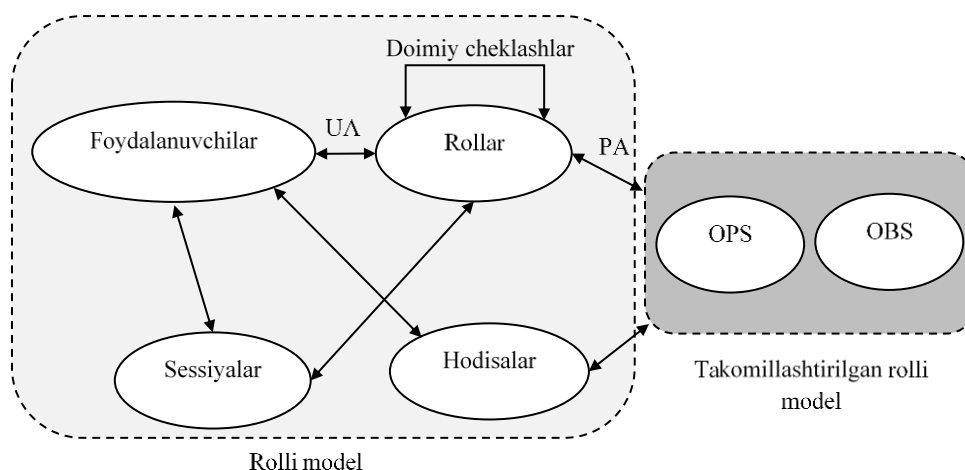 Doimiy cheklashlar
Foydalanuvchilar
UA
Rollar
PA
OPS
OBS
Sessiyalar
Hodisalar
Takomillashtirilgan rolli
model
Rolli model